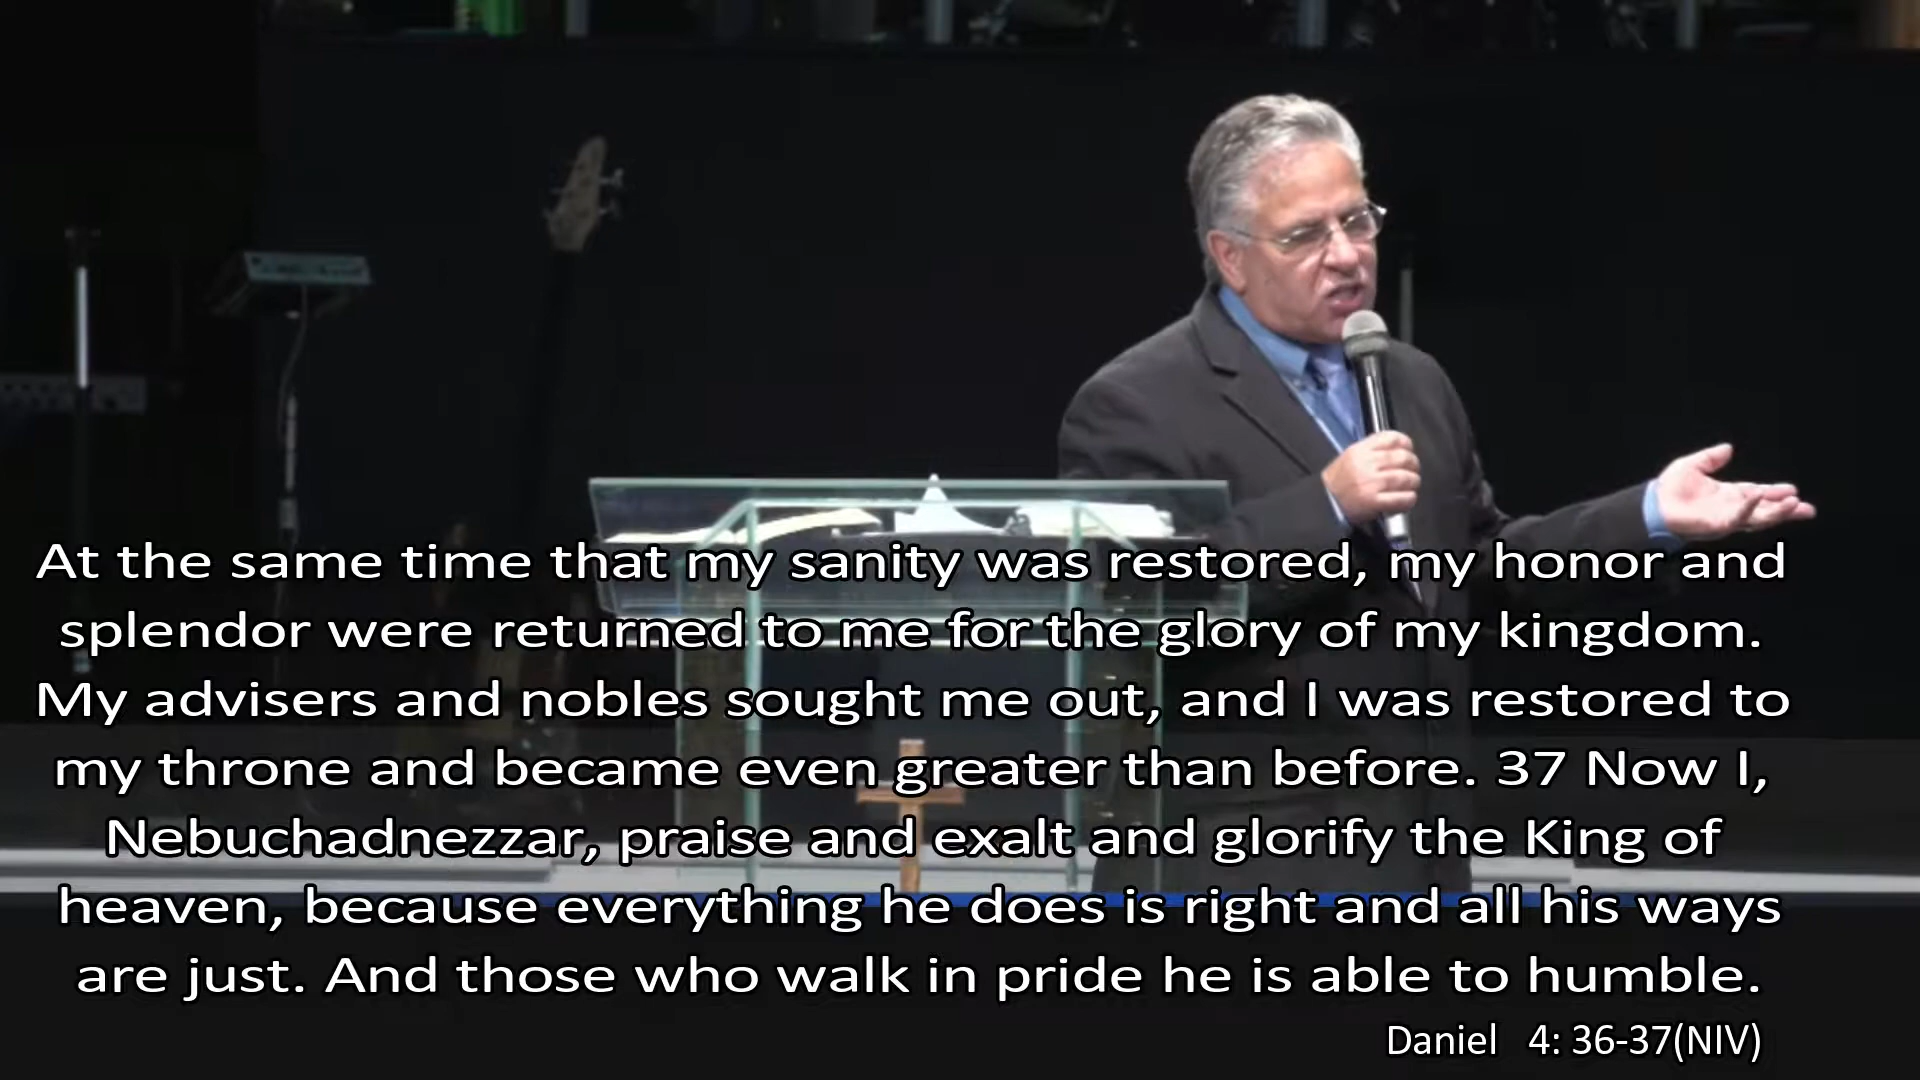 At the same time that my sanity was restored, my honor and
splendor were returned to me for the glory of my kingdom.
My advisers and nobles sought me out, and I was restored to
my throne and became even greater than before. 37 Now I,
Nebuchadnezzar, praise and exalt and glorify the King of
heaven, because everything he does is right and all his ways
are just. And those who walk in pride he is able to humble.
Daniel 4: 36-37(NIV)